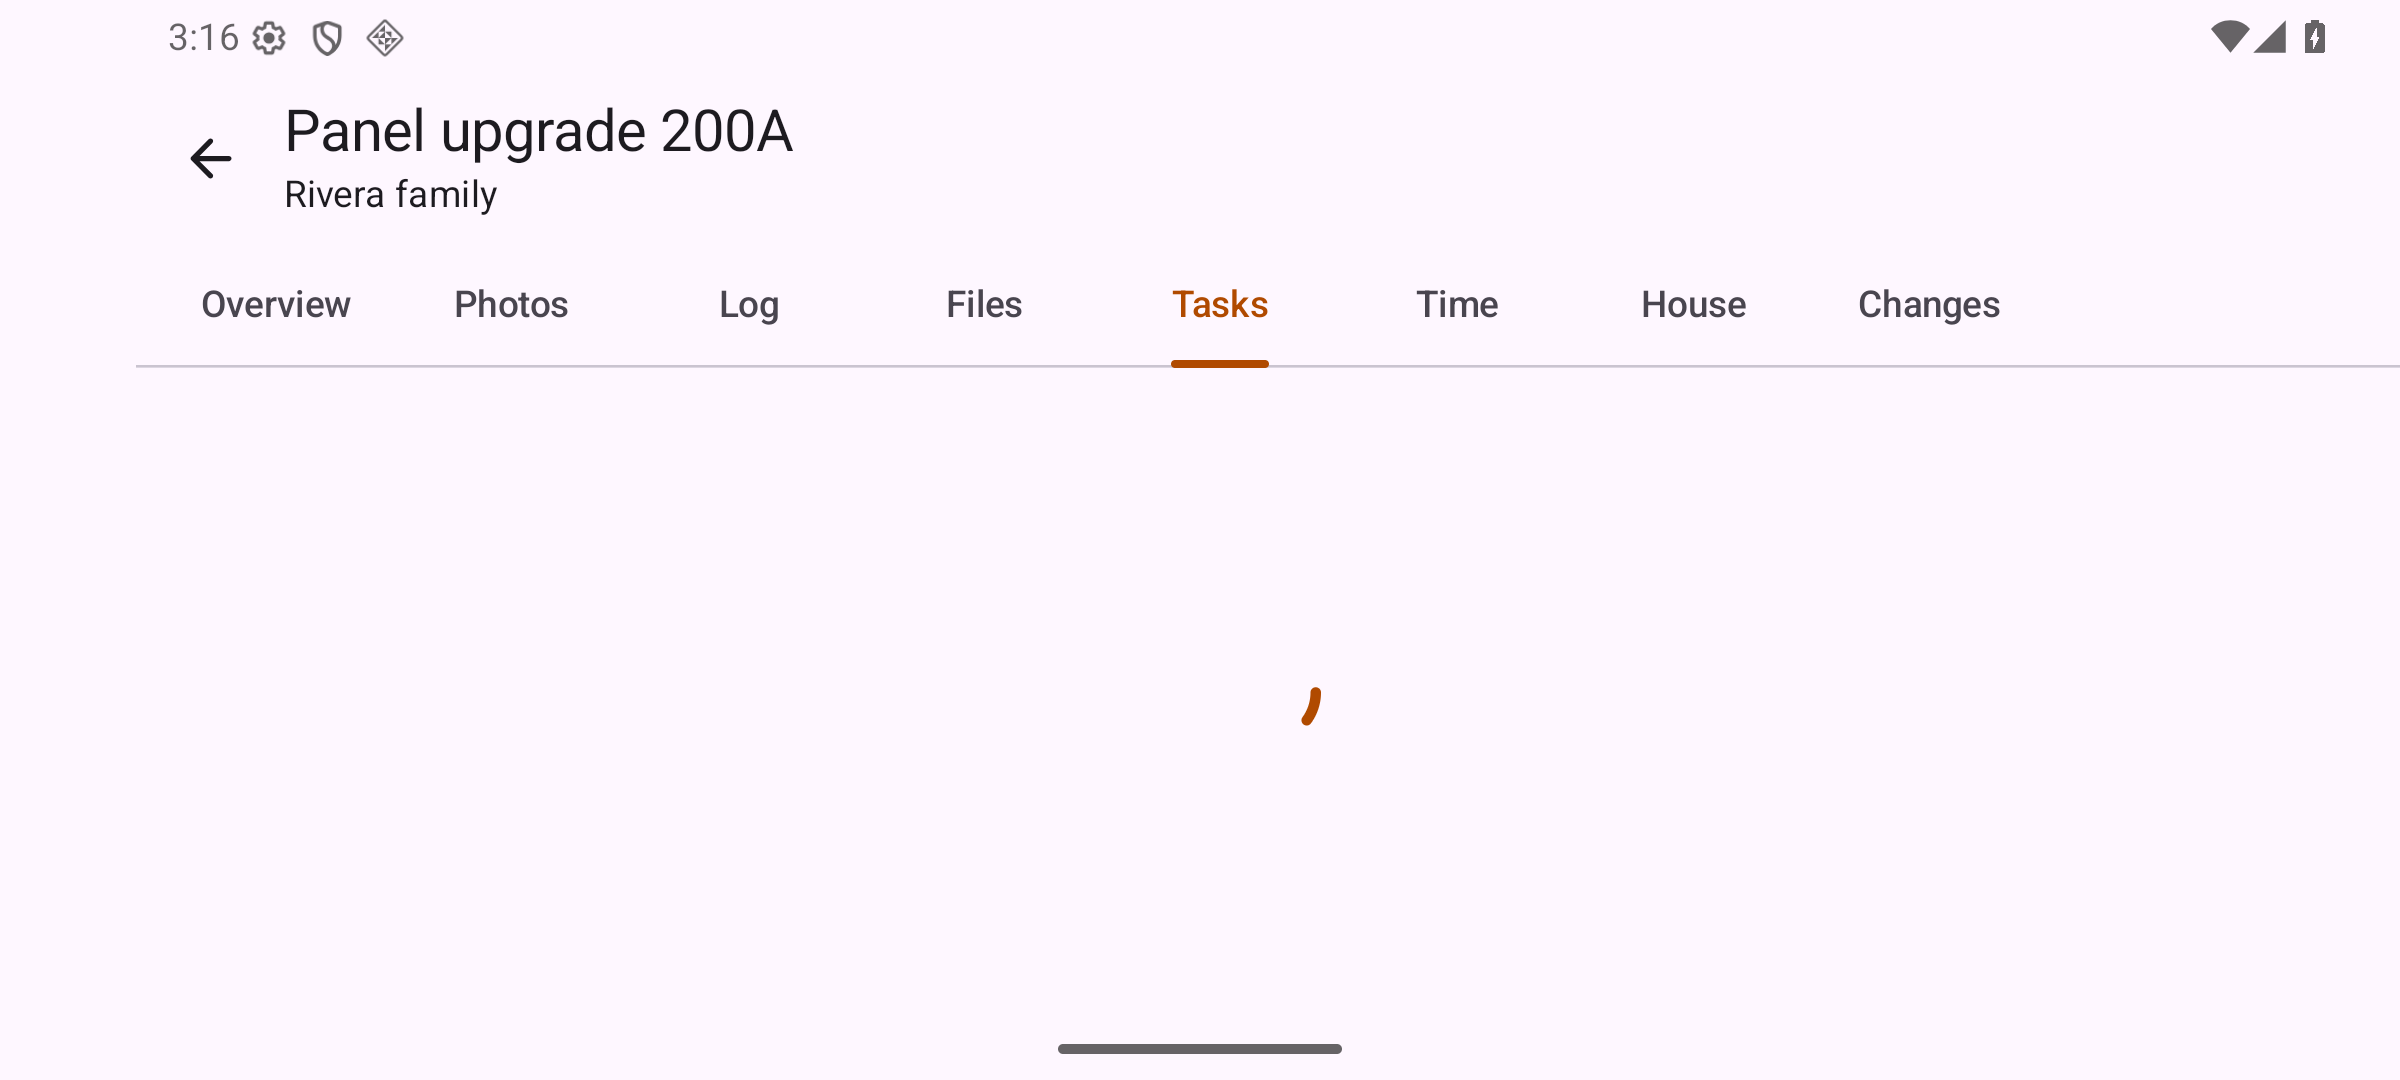 3:16
Panel upgrade 200A
Rivera family
Overview Photos Log Files Tasks Time House Changes